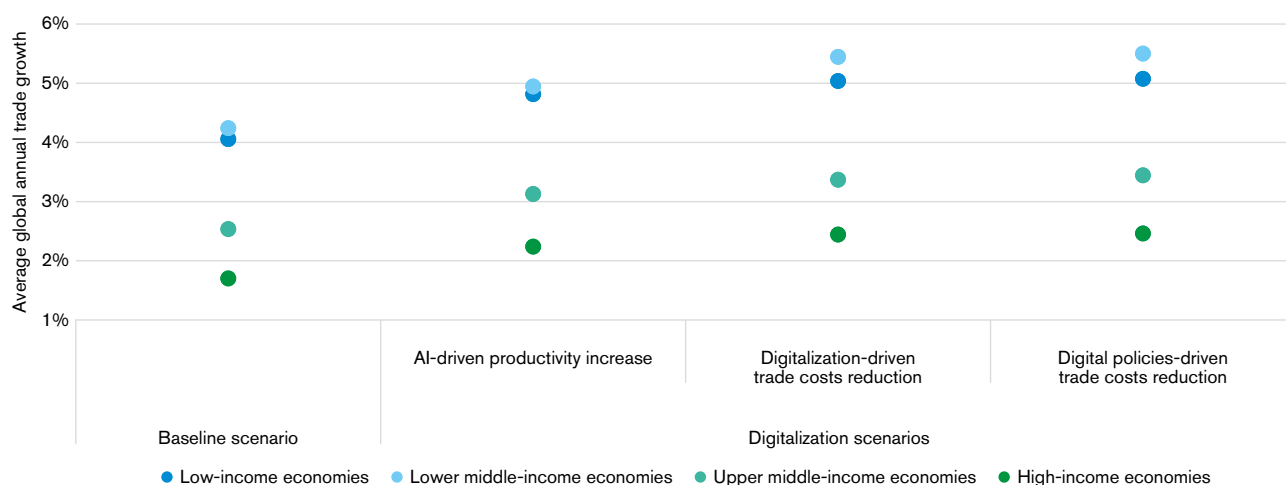 Average global annual trade growth
6%
5%
4%
3%
2%
1%
AI-driven productivity increase
Digitalization-driven
trade costs reduction
Digital policies-driven
trade costs reduction
Baseline scenario
Digitalization scenarios
Low-income economies
Lower middle-income economies
Upper middle-income economies
High-income economies